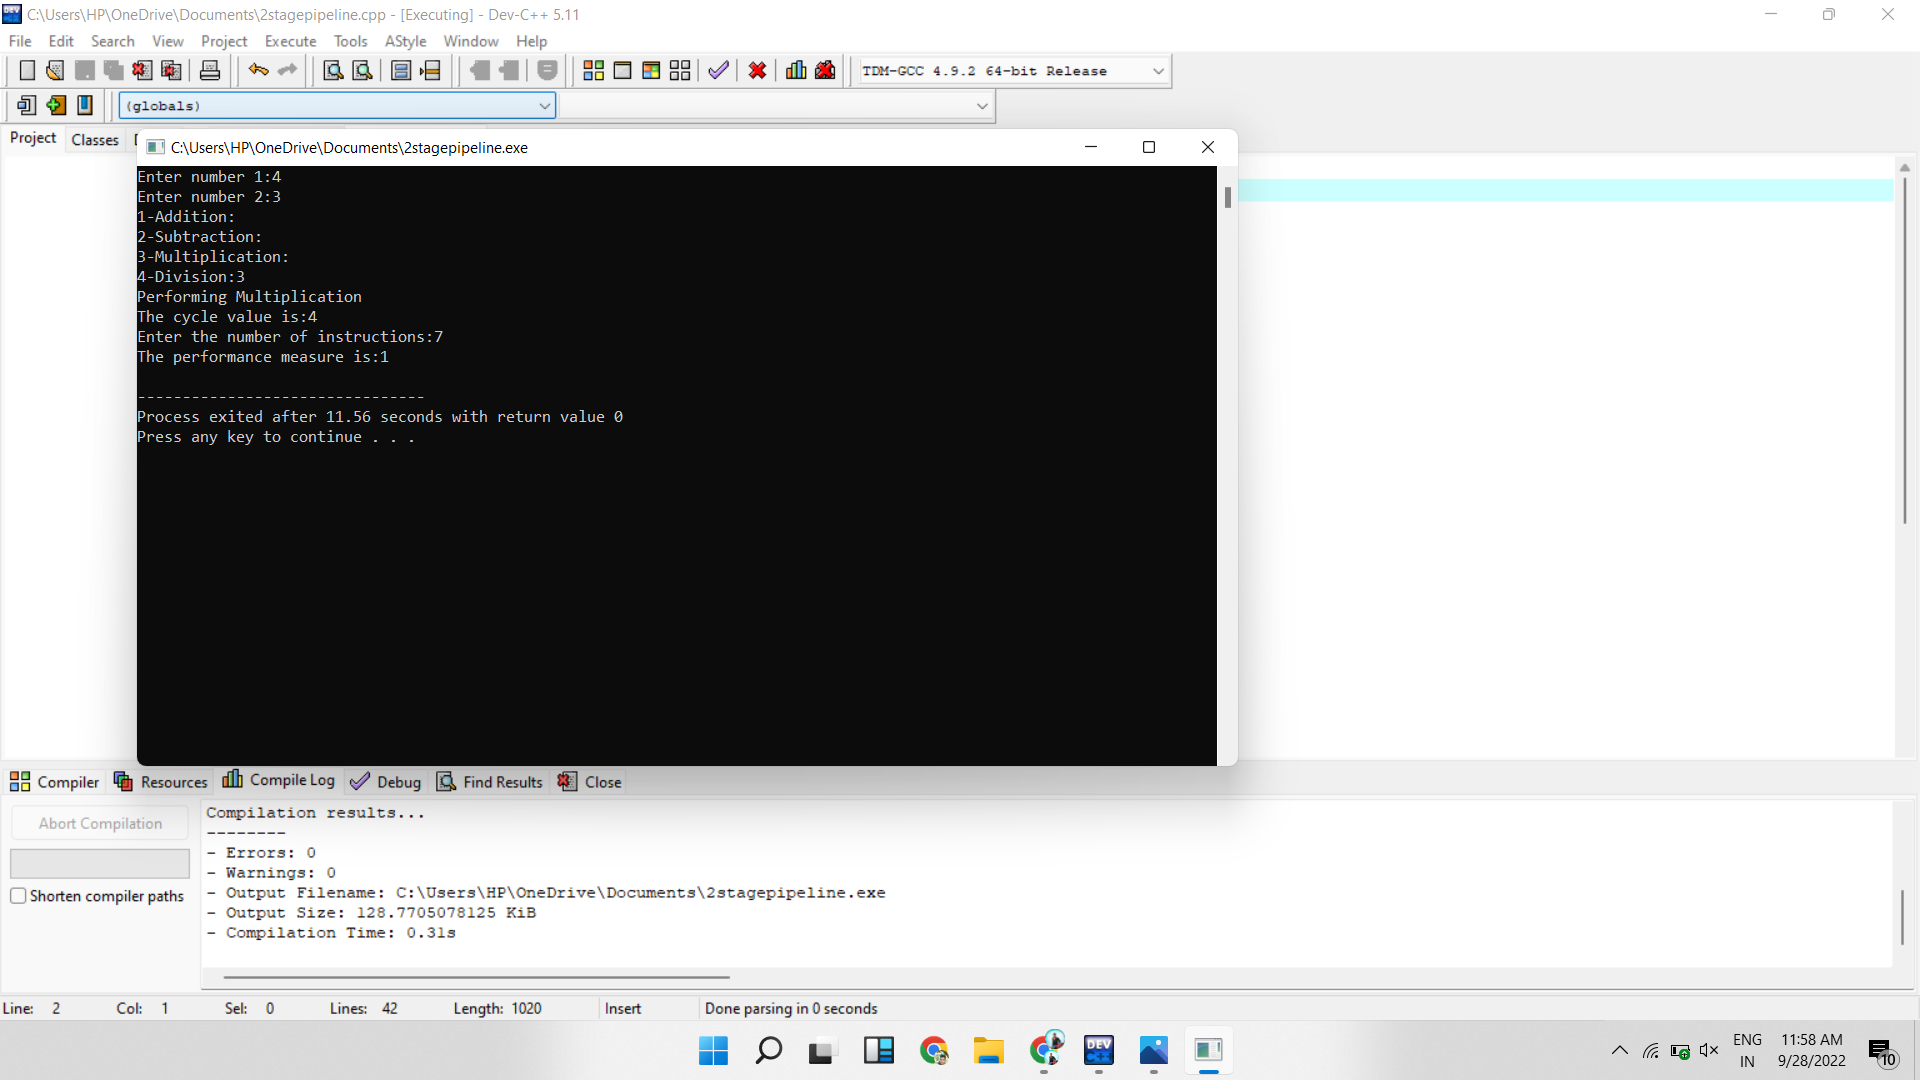 C:\Users\HP\OneDrive\Documents\2stagepipeline.cpp - [Executing] - Dev-C++ 5.11
File Edit Search View Project Execute Tools AStyle Window Help
TDM-GCC 4.9.2 64-bit Release
(globals)
Project Classes
C:\Users\HP\OneDrive\Documents\2stagepipeline.exe
Enter number 1:4
Enter number 2:3
1-Addition:
2-Subtraction:
3-Multiplication:
4-Division:3
Performing Multiplication
The cycle value is:4
Enter the number of instructions:7
The performance measure is:1
--------------------------------
Process exited after 11.56 seconds with return value 0
Press any key to continue . . .
Compiler Resources Compile Log Debug Find Results Close
Abort Compilation
Shorten compiler paths
Compilation results...
--------
- Errors: 0
- Warnings: 0
- Output Filename: C:\Users\HP\OneDrive\Documents\2stagepipeline.exe
- Output Size: 128.7705078125 KiB
- Compilation Time: 0.31s
Line: 2 Col: 1 Sel: 0 Lines: 42 Length: 1020 Insert Done parsing in 0 seconds
DEV
ENG
IN
11:58 AM
9/28/2022
10